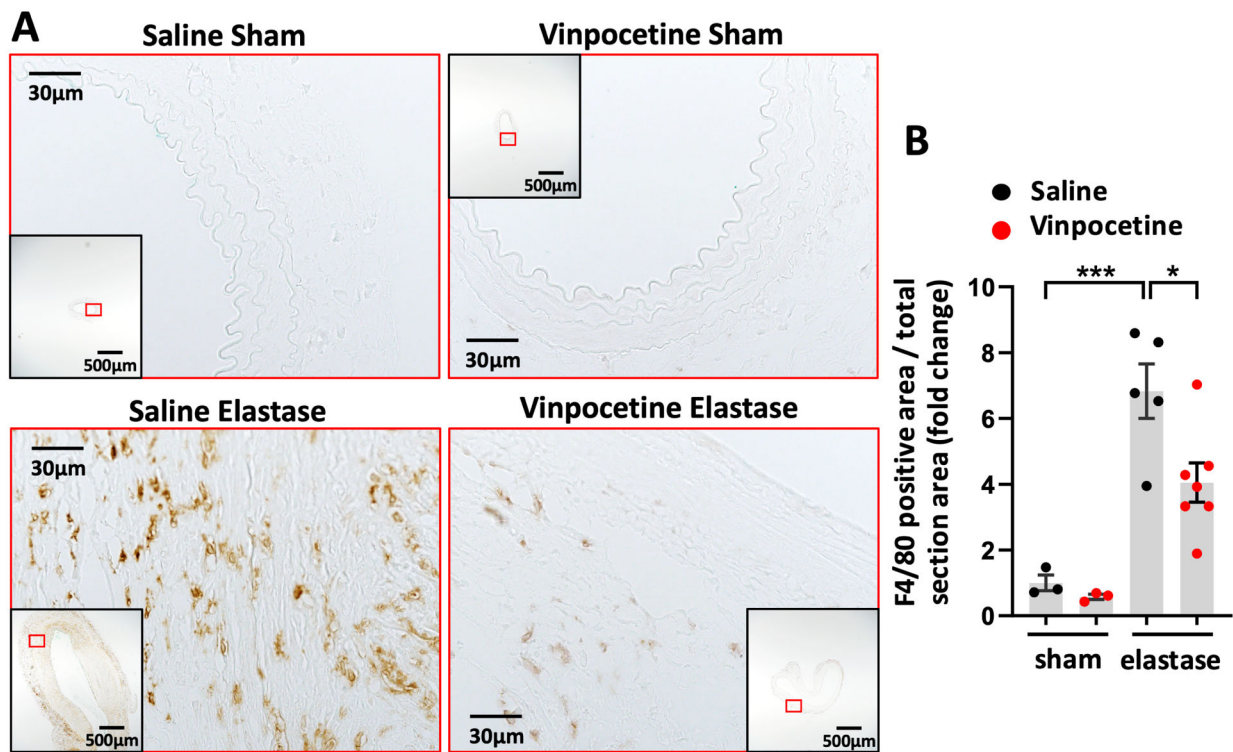 A
Saline Sham
Vinpocetine Sham
30µm
500µm
500µm
30µm
Saline Elastase
Vinpocetine Elastase
30µm
500µm
30µm
500µm
B
Saline
Vinpocetine
*** *
F4/80 positive area / total
section area (fold change)
10
8
6
4
2
0
sham elastase